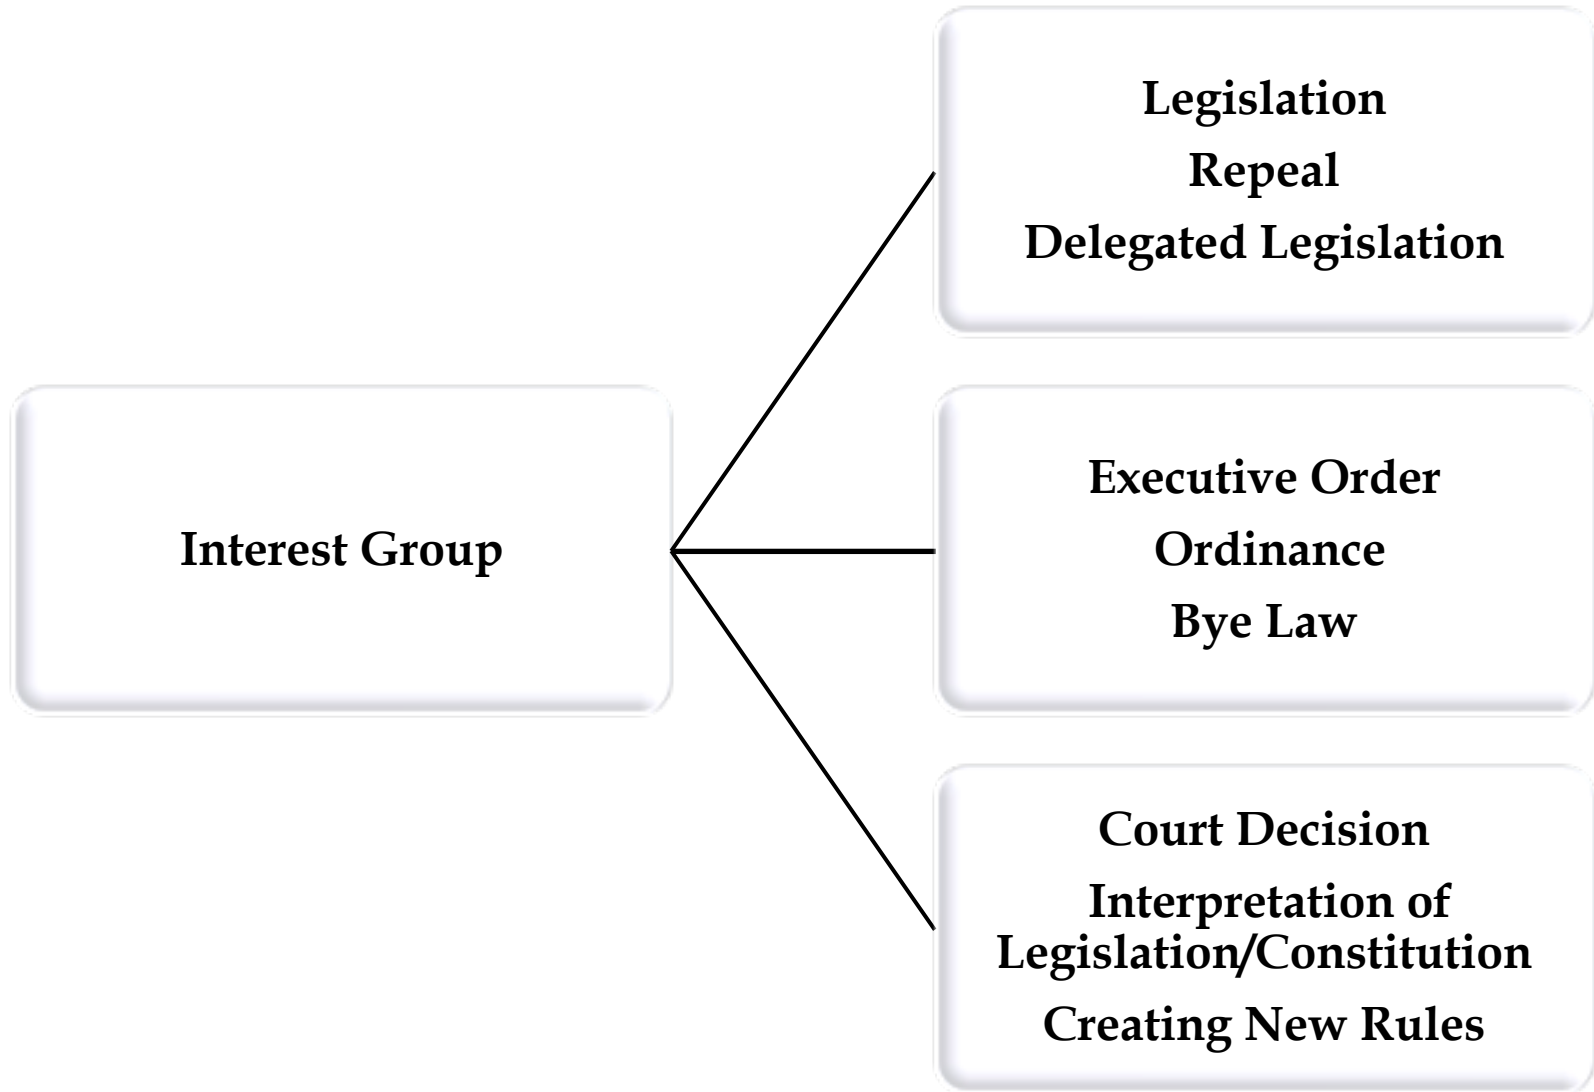 Legislation
Repeal
Delegated Legislation
Interest Group
Executive Order
Ordinance
Bye Law
Court Decision
Interpretation of
Legislation/Constitution
Creating New Rules